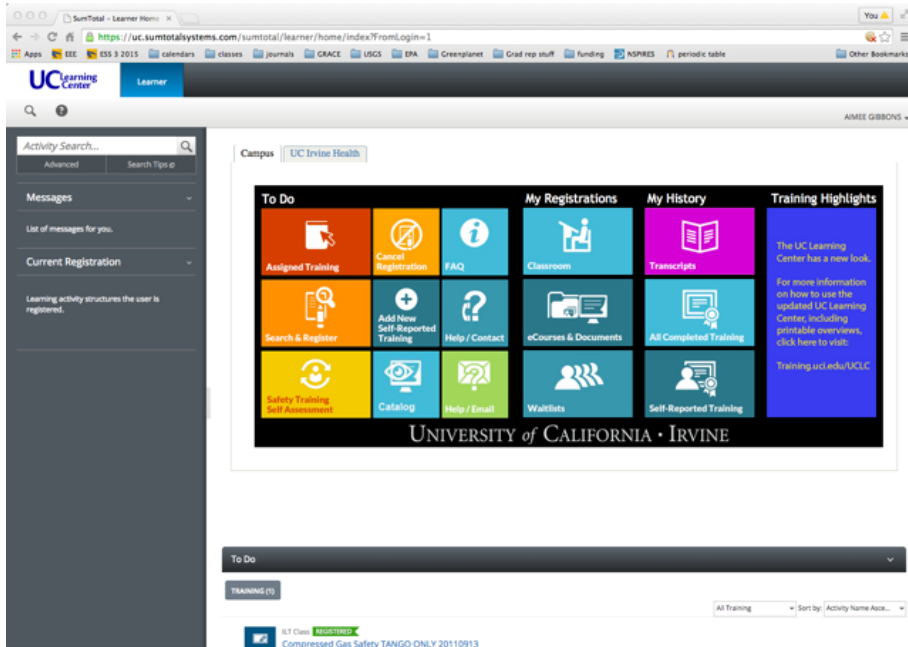 SumTotal - Learner Home
You
https://uc.sumtotalsystems.com/sumtotal/learner/home/index?FromLogin=1
Apps EEE ESS 3 2015 calendars classes journals GRACE USGS EPA Greenplanet Grad rep stuff funding NSPIRES periodic table Other Bookmarks
UC Learning Center
Learner
AIMEE GIBBONS
Activity Search...
Advanced Search Tips
Messages
List of messages for you.
Current Registration
Learning activity structures the user is
registered.
Campus UC Irvine Health
To Do
My Registrations
My History
Training Highlights
Assigned Training
Cancel
Registration
FAQ
Classroom
Transcripts
Search & Register
Add New
Self-Reported
Training
Help / Contact
eCourses & Documents
All Completed Training
Safety Training
Self Assessment
Catalog
Help / Email
Waitlists
Self-Reported Training
The UC Learning
Center has a new look.
For more information
on how to use the
updated UC Learning
Center, including
printable overviews,
click here to visit:
Training.uci.edu/UCLC
UNIVERSITY of CALIFORNIA • IRVINE
To Do
TRAINING (1)
All Training Sort by: Activity Name Asce...
ILT Class REGISTERED
Compressed Gas Safety TANGO ONLY 20110913